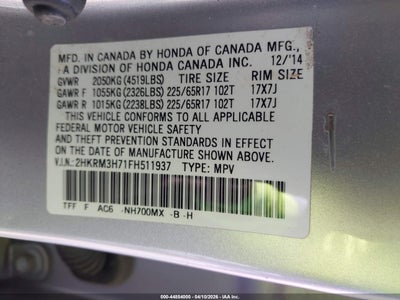 MFD. IN CANADA BY HONDA OF CANADA MFG.,
A DIVISION OF HONDA CANADA INC. 12/'14
GVWR 2050KG(4519LBS) TIRE SIZE RIM SIZE
GAWR F 1055KG(2326LBS) 225/65R17 102T 17X7J
GAWR R 1015KG(2238LBS) 225/65R17 102T 17X7J
THIS VEHICLE CONFORMS TO ALL APPLICABLE
FEDERAL MOTOR VEHICLE SAFETY
AND THEFT PREVENTION STANDARDS IN EFFECT ON
THE DATE OF MANUFACTURE SHOWN ABOVE.
V.I.N: 2HKRM3H71FH511937 TYPE: MPV
TFF F AC6 -NH700MX -B -H
000-44854000 - 04/10/2026 - © IAA, Inc.